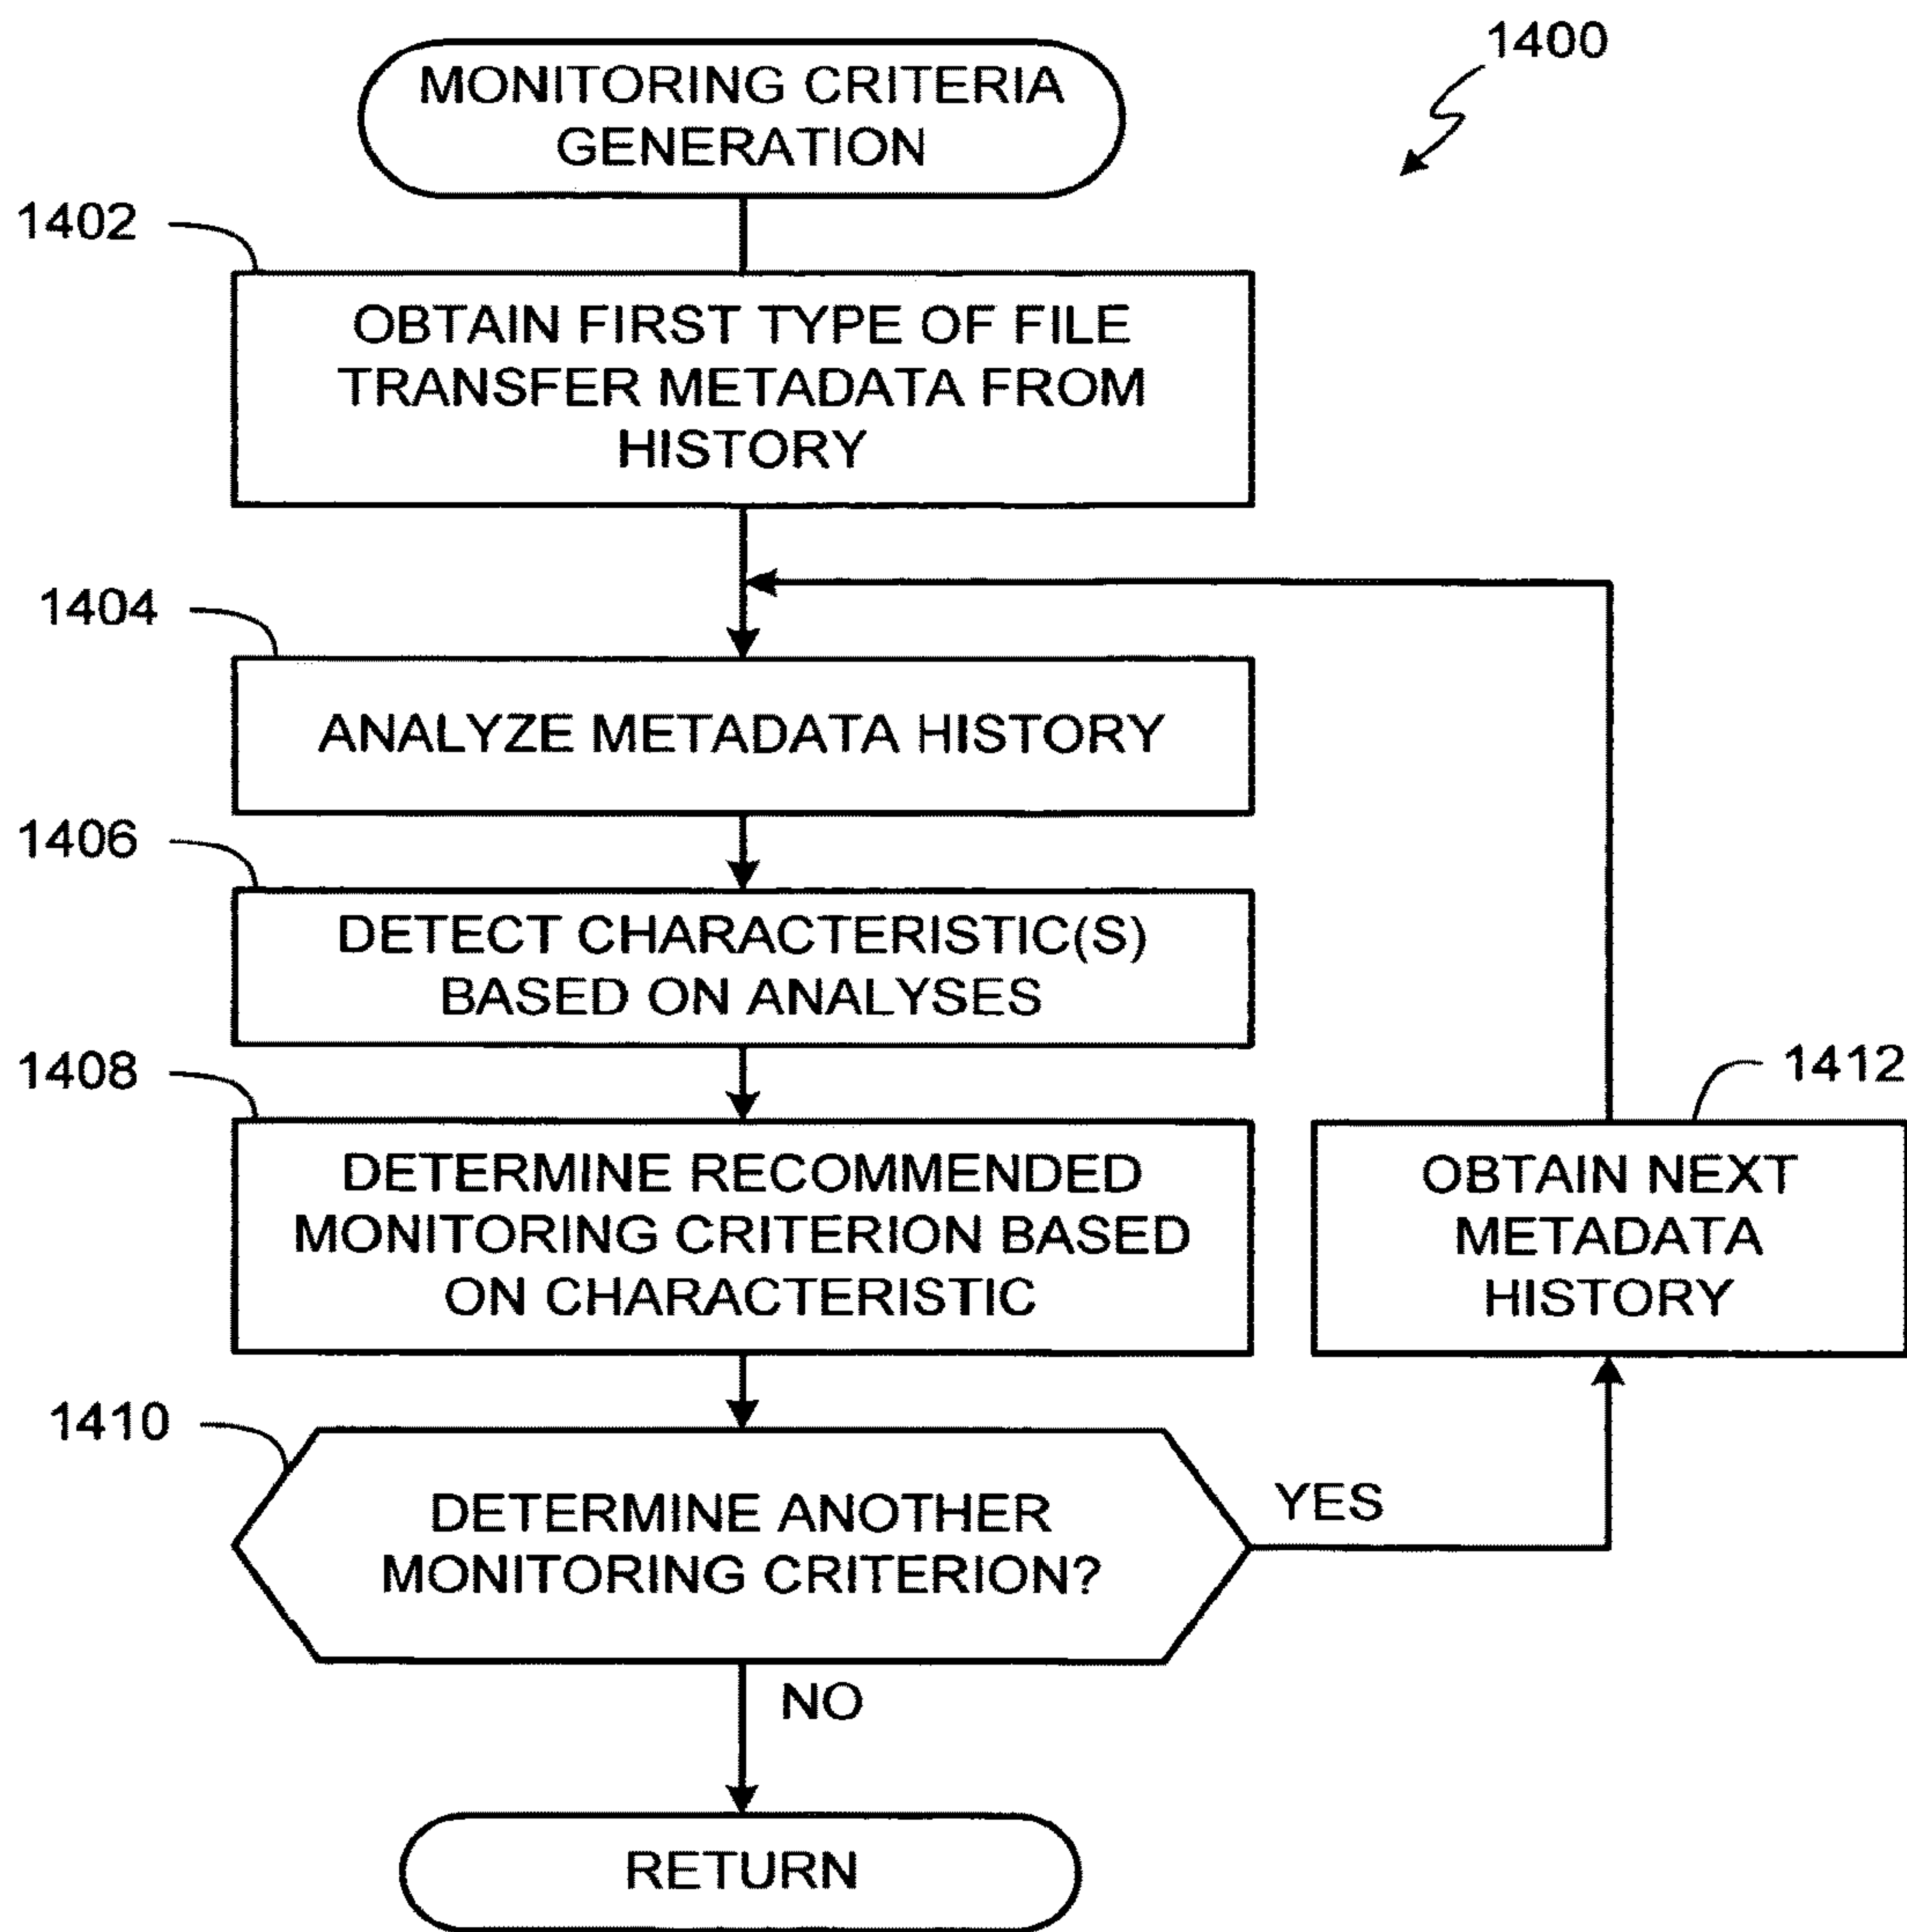 1400
MONITORING CRITERIA
GENERATION
1402
OBTAIN FIRST TYPE OF FILE
TRANSFER METADATA FROM
HISTORY
1404
ANALYZE METADATA HISTORY
1406
DETECT CHARACTERISTIC(S)
BASED ON ANALYSES
1408
DETERMINE RECOMMENDED
MONITORING CRITERION BASED
ON CHARACTERISTIC
1412
OBTAIN NEXT
METADATA
HISTORY
1410
DETERMINE ANOTHER
MONITORING CRITERION?
YES
NO
RETURN